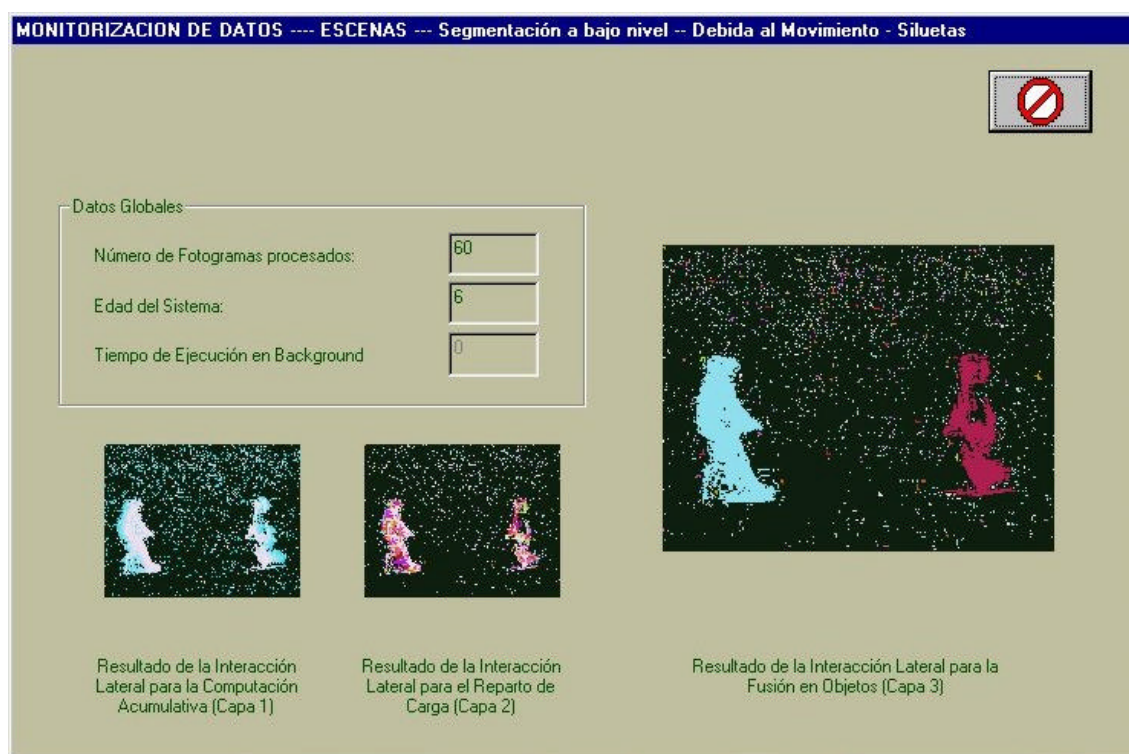 MONITORIZACION DE DATOS ---- ESCENAS --- Segmentación a bajo nivel -- Debida al Movimiento - Siluetas
Datos Globales
Número de Fotogramas procesados: 60
Edad del Sistema: 6
Tiempo de Ejecución en Background 0
Resultado de la Interacción
Lateral para la Computación
Acumulativa (Capa 1)
Resultado de la Interacción
Lateral para el Reparto de
Carga (Capa 2)
Resultado de la Interacción Lateral para la
Fusión en Objetos (Capa 3)